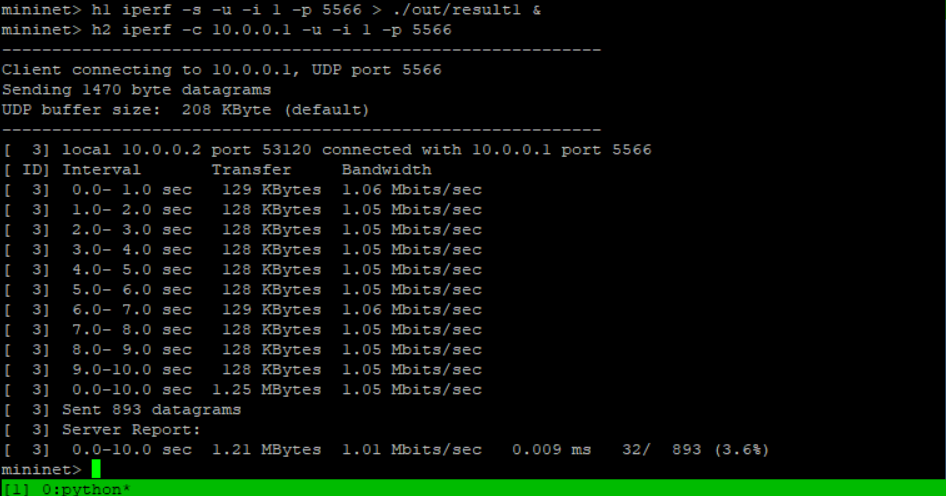 mininet> h1 iperf -s -u -i 1 -p 5566 > ./out/result1 &
mininet> h2 iperf -c 10.0.0.1 -u -i 1 -p 5566
------------------------------------------------------------
Client connecting to 10.0.0.1, UDP port 5566
Sending 1470 byte datagrams
UDP buffer size:  208 KByte (default)
------------------------------------------------------------
[  3] local 10.0.0.2 port 53120 connected with 10.0.0.1 port 5566
[ ID] Interval       Transfer     Bandwidth
[  3]  0.0- 1.0 sec   129 KBytes  1.06 Mbits/sec
[  3]  1.0- 2.0 sec   128 KBytes  1.05 Mbits/sec
[  3]  2.0- 3.0 sec   128 KBytes  1.05 Mbits/sec
[  3]  3.0- 4.0 sec   128 KBytes  1.05 Mbits/sec
[  3]  4.0- 5.0 sec   128 KBytes  1.05 Mbits/sec
[  3]  5.0- 6.0 sec   128 KBytes  1.05 Mbits/sec
[  3]  6.0- 7.0 sec   129 KBytes  1.06 Mbits/sec
[  3]  7.0- 8.0 sec   128 KBytes  1.05 Mbits/sec
[  3]  8.0- 9.0 sec   128 KBytes  1.05 Mbits/sec
[  3]  9.0-10.0 sec   128 KBytes  1.05 Mbits/sec
[  3]  0.0-10.0 sec  1.25 MBytes  1.05 Mbits/sec
[  3] Sent 893 datagrams
[  3] Server Report:
[  3]  0.0-10.0 sec  1.21 MBytes  1.01 Mbits/sec   0.009 ms   32/  893 (3.6%)
mininet>
[1] 0:python*